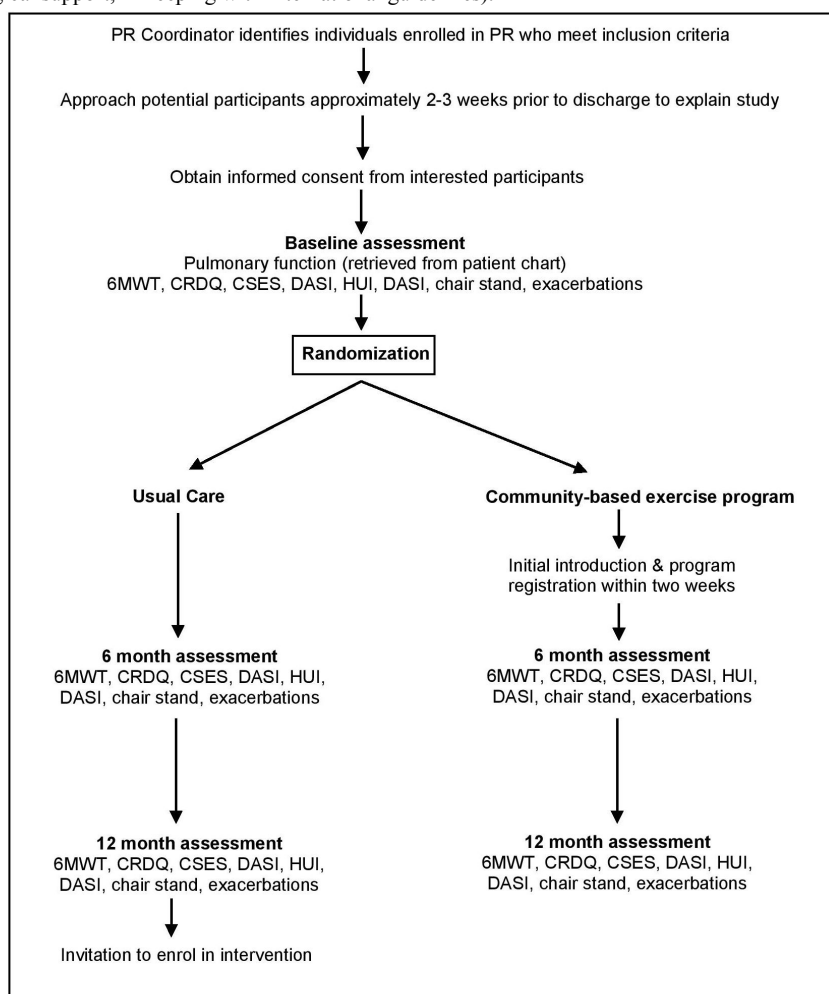 PR Coordinator identifies individuals enrolled in PR who meet inclusion criteria
Approach potential participants approximately 2-3 weeks prior to discharge to explain study
Obtain informed consent from interested participants
Baseline assessment
Pulmonary function (retrieved from patient chart)
6MWT, CRDQ, CSES, DASI, HUI, DASI, chair stand, exacerbations
Randomization
Usual Care
6 month assessment
6MWT, CRDQ, CSES, DASI, HUI,
DASI, chair stand, exacerbations
12 month assessment
6MWT, CRDQ, CSES, DASI, HUI,
DASI, chair stand, exacerbations
Invitation to enrol in intervention
Community-based exercise program
Initial introduction & program
registration within two weeks
6 month assessment
6MWT, CRDQ, CSES, DASI, HUI,
DASI, chair stand, exacerbations
12 month assessment
6MWT, CRDQ, CSES, DASI, HUI,
DASI, chair stand, exacerbations